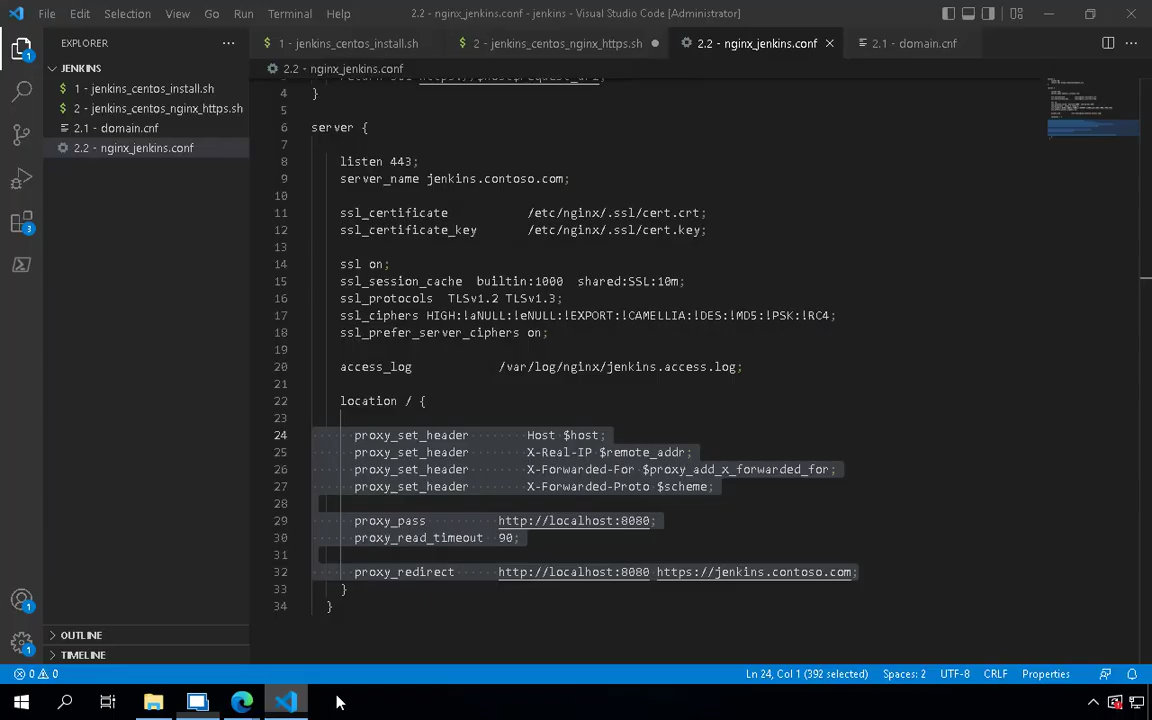 File Edit Selection View Go Run Terminal Help
2.2 - nginx_jenkins.conf - jenkins - Visual Studio Code [Administrator]
EXPLORER
1 - jenkins_centos_install.sh
2 - jenkins_centos_nginx_https.sh
2.2 - nginx_jenkins.conf
2.1 - domain.cnf
JENKINS
1 - jenkins_centos_install.sh
2 - jenkins_centos_nginx_https.sh
2.1 - domain.cnf
2.2 - nginx_jenkins.conf
OUTLINE
TIMELINE
2.2 - nginx_jenkins.conf
4 }
5
6 server {
7
8 listen 443;
9 server_name jenkins.contoso.com;
10
11 ssl_certificate /etc/nginx/.ssl/cert.crt;
12 ssl_certificate_key /etc/nginx/.ssl/cert.key;
13
14 ssl on;
15 ssl_session_cache builtin:1000 shared:SSL:10m;
16 ssl_protocols TLSv1.2 TLSv1.3;
17 ssl_ciphers HIGH:!aNULL:!eNULL:!EXPORT:!CAMELLIA:!DES:!MD5:!PSK:!RC4;
18 ssl_prefer_server_ciphers on;
19
20 access_log /var/log/nginx/jenkins.access.log;
21
22 location / {
23
24 proxy_set_header Host $host;
25 proxy_set_header X-Real-IP $remote_addr;
26 proxy_set_header X-Forwarded-For $proxy_add_x_forwarded_for;
27 proxy_set_header X-Forwarded-Proto $scheme;
28
29 proxy_pass http://localhost:8080;
30 proxy_read_timeout 90;
31
32 proxy_redirect http://localhost:8080 https://jenkins.contoso.com;
33 }
34 }
1
3
1
1
0 0
Ln 24, Col 1 (392 selected) Spaces: 2 UTF-8 CRLF Properties